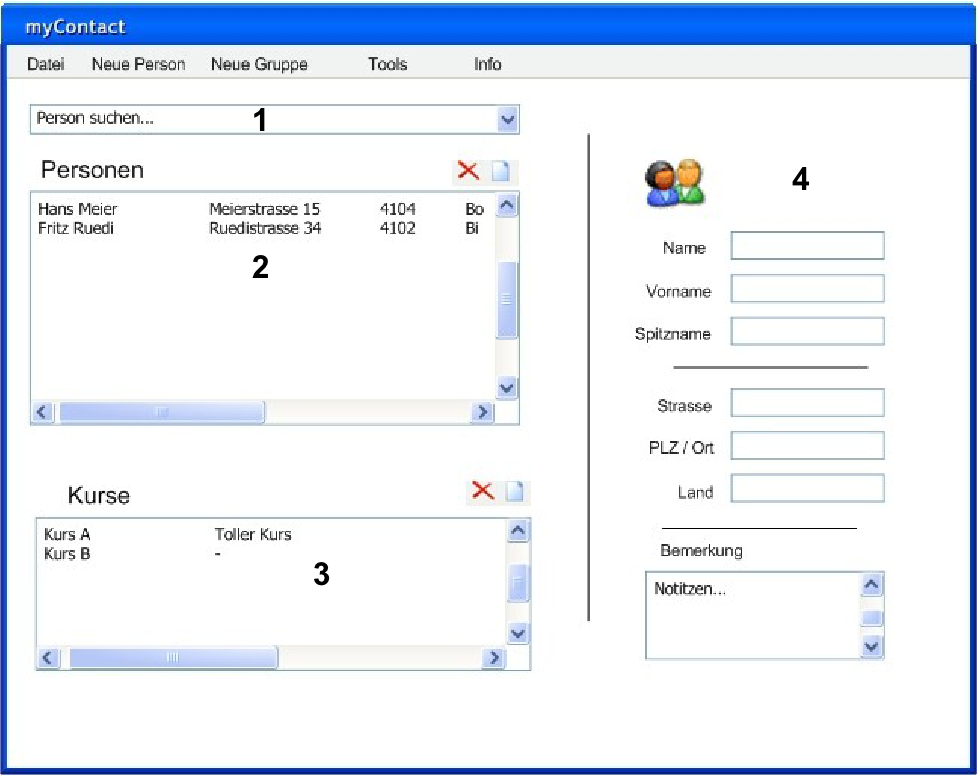 myContact
Datei Neue Person Neue Gruppe Tools Info
Person suchen... 1
Personen
Hans Meier Meierstrasse 15 4104 Bo
Fritz Ruedi Ruedistrasse 34 4102 Bi
2
Kurse
Kurs A Toller Kurs
Kurs B -
3
4
Name
Vorname
Spitzname
Strasse
PLZ / Ort
Land
Bemerkung
Notitzen...